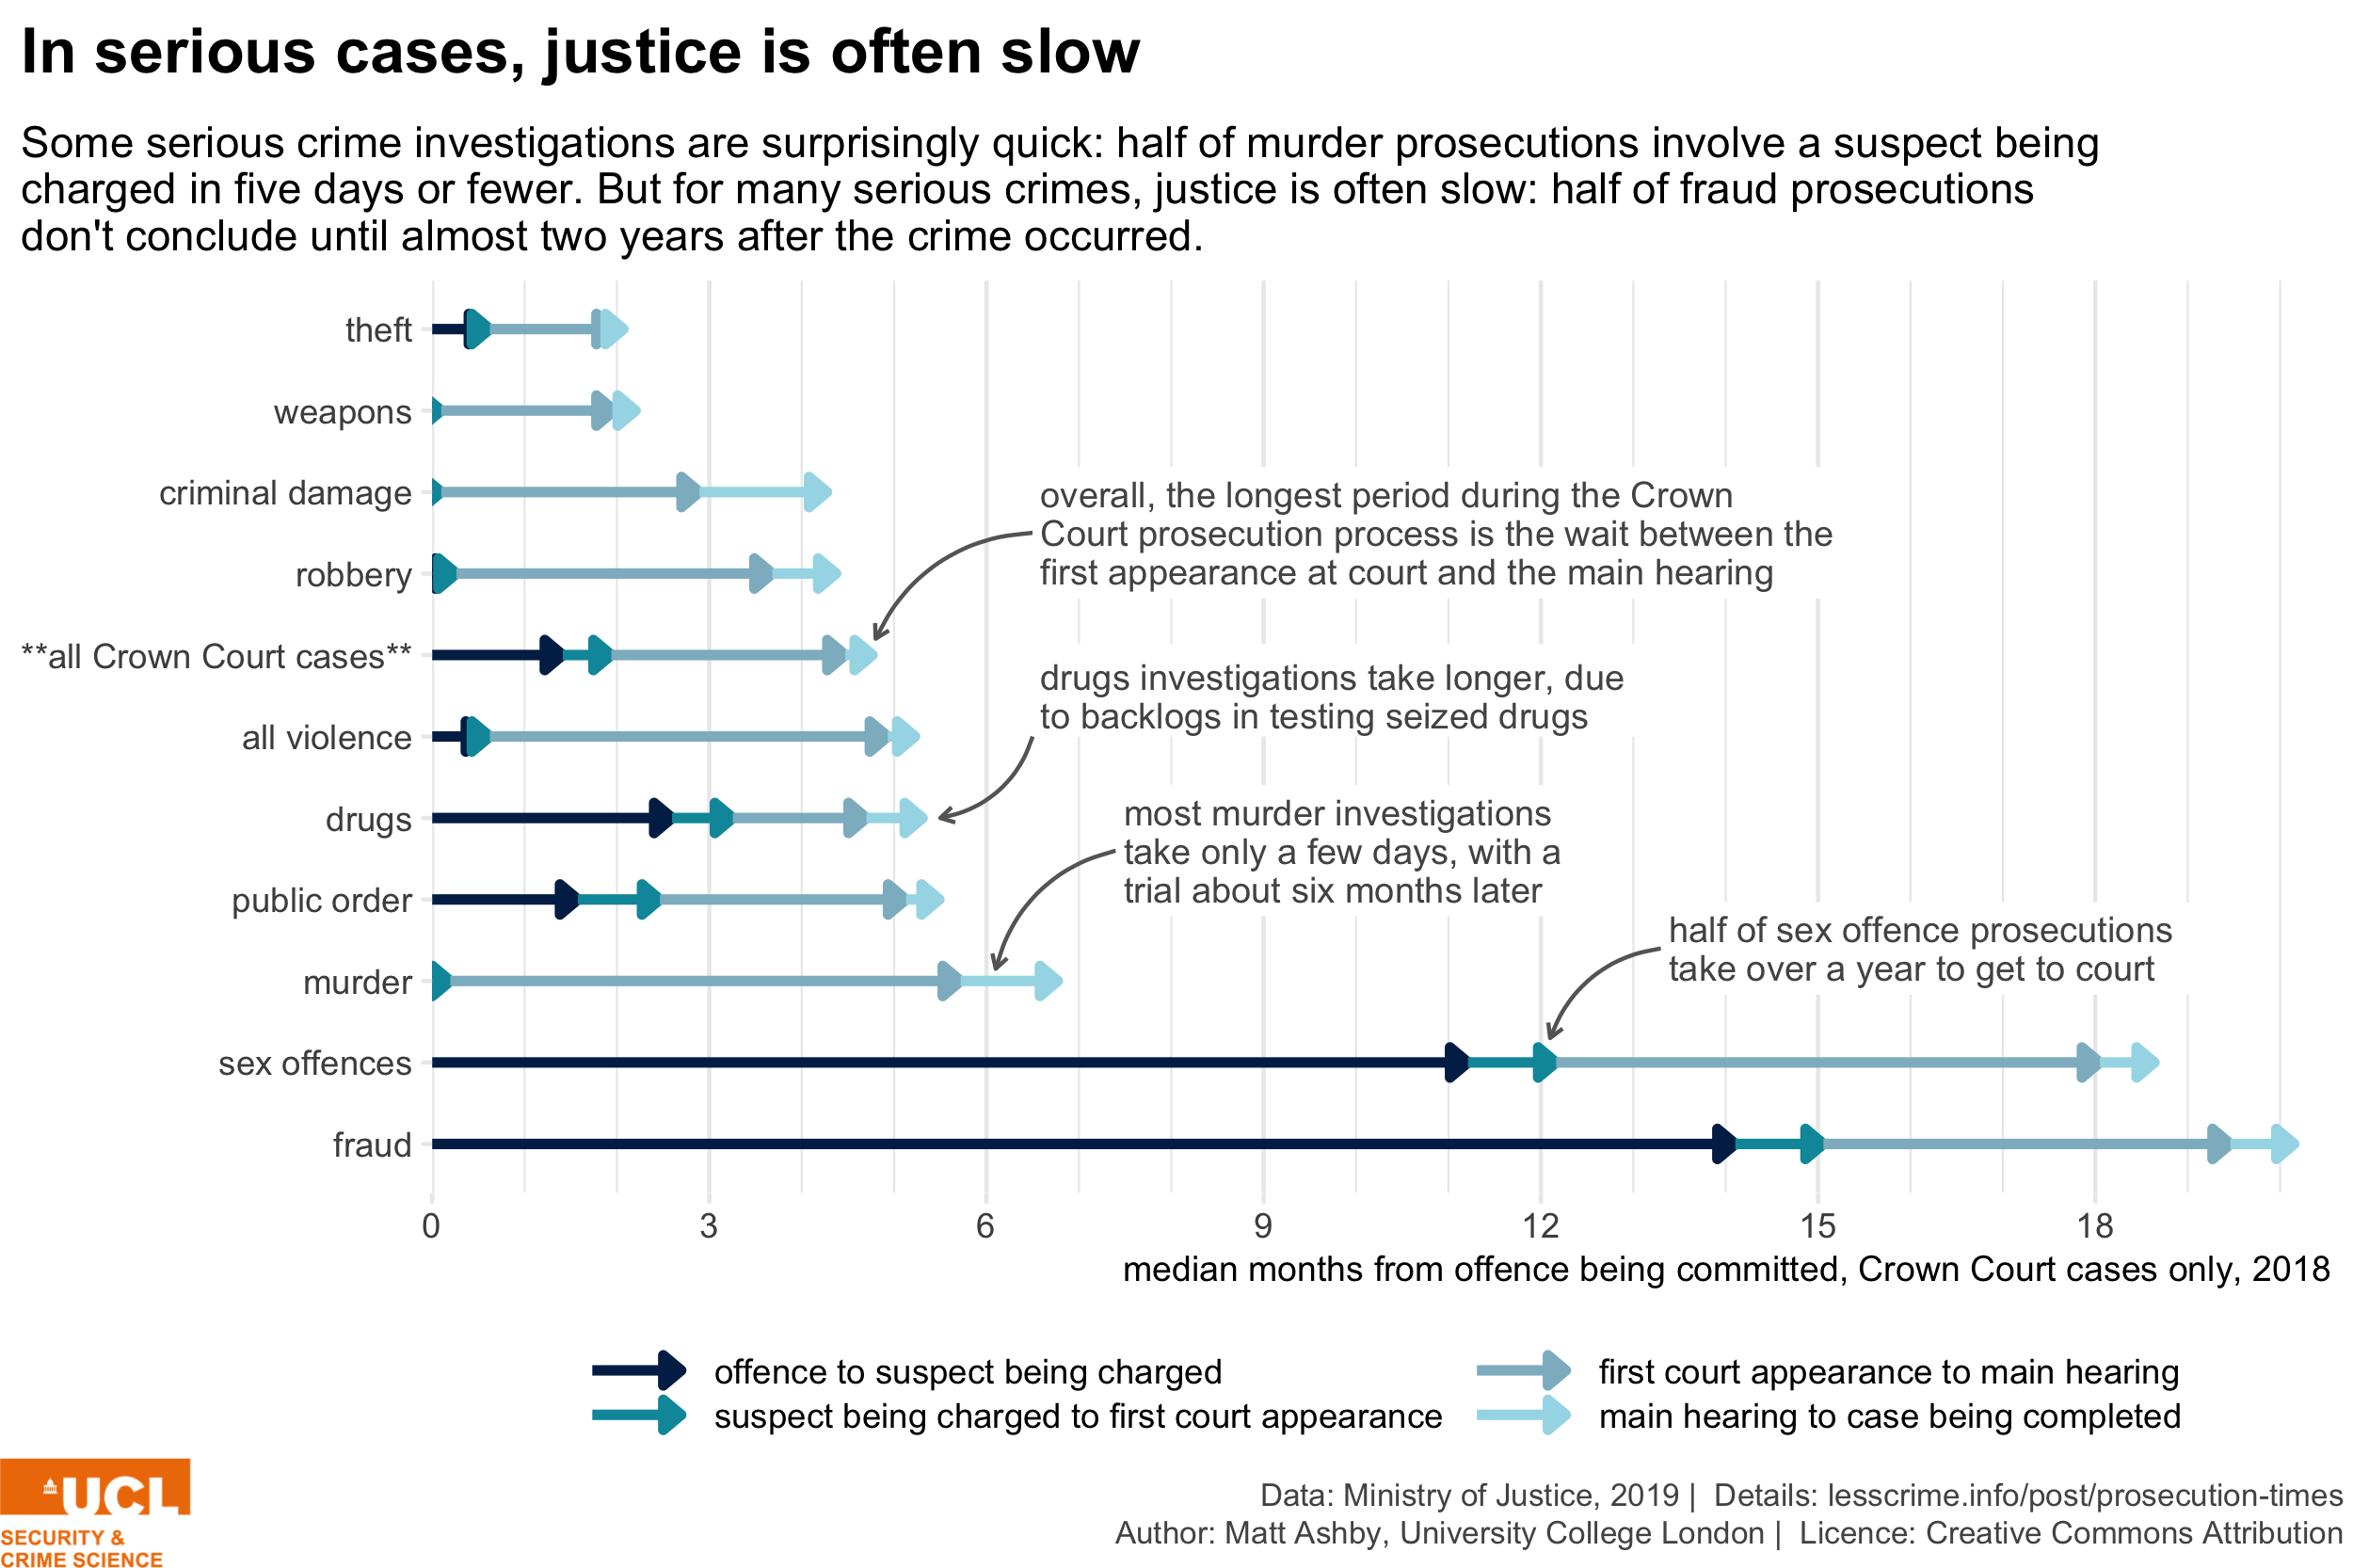 In serious cases, justice is often slow
Some serious crime investigations are surprisingly quick: half of murder prosecutions involve a suspect being
charged in five days or fewer. But for many serious crimes, justice is often slow: half of fraud prosecutions
don't conclude until almost two years after the crime occurred.
theft
weapons
criminal damage
robbery
**all Crown Court cases**
all violence
drugs
public order
murder
sex offences
fraud
overall, the longest period during the Crown
Court prosecution process is the wait between the
first appearance at court and the main hearing
drugs investigations take longer, due
to backlogs in testing seized drugs
most murder investigations
take only a few days, with a
trial about six months later
half of sex offence prosecutions
take over a year to get to court
0 3 6 9 12 15 18
median months from offence being committed, Crown Court cases only, 2018
offence to suspect being charged
suspect being charged to first court appearance
first court appearance to main hearing
main hearing to case being completed
UCL
SECURITY &
CRIME SCIENCE
Data: Ministry of Justice, 2019 | Details: lesscrime.info/post/prosecution-times
Author: Matt Ashby, University College London | Licence: Creative Commons Attribution